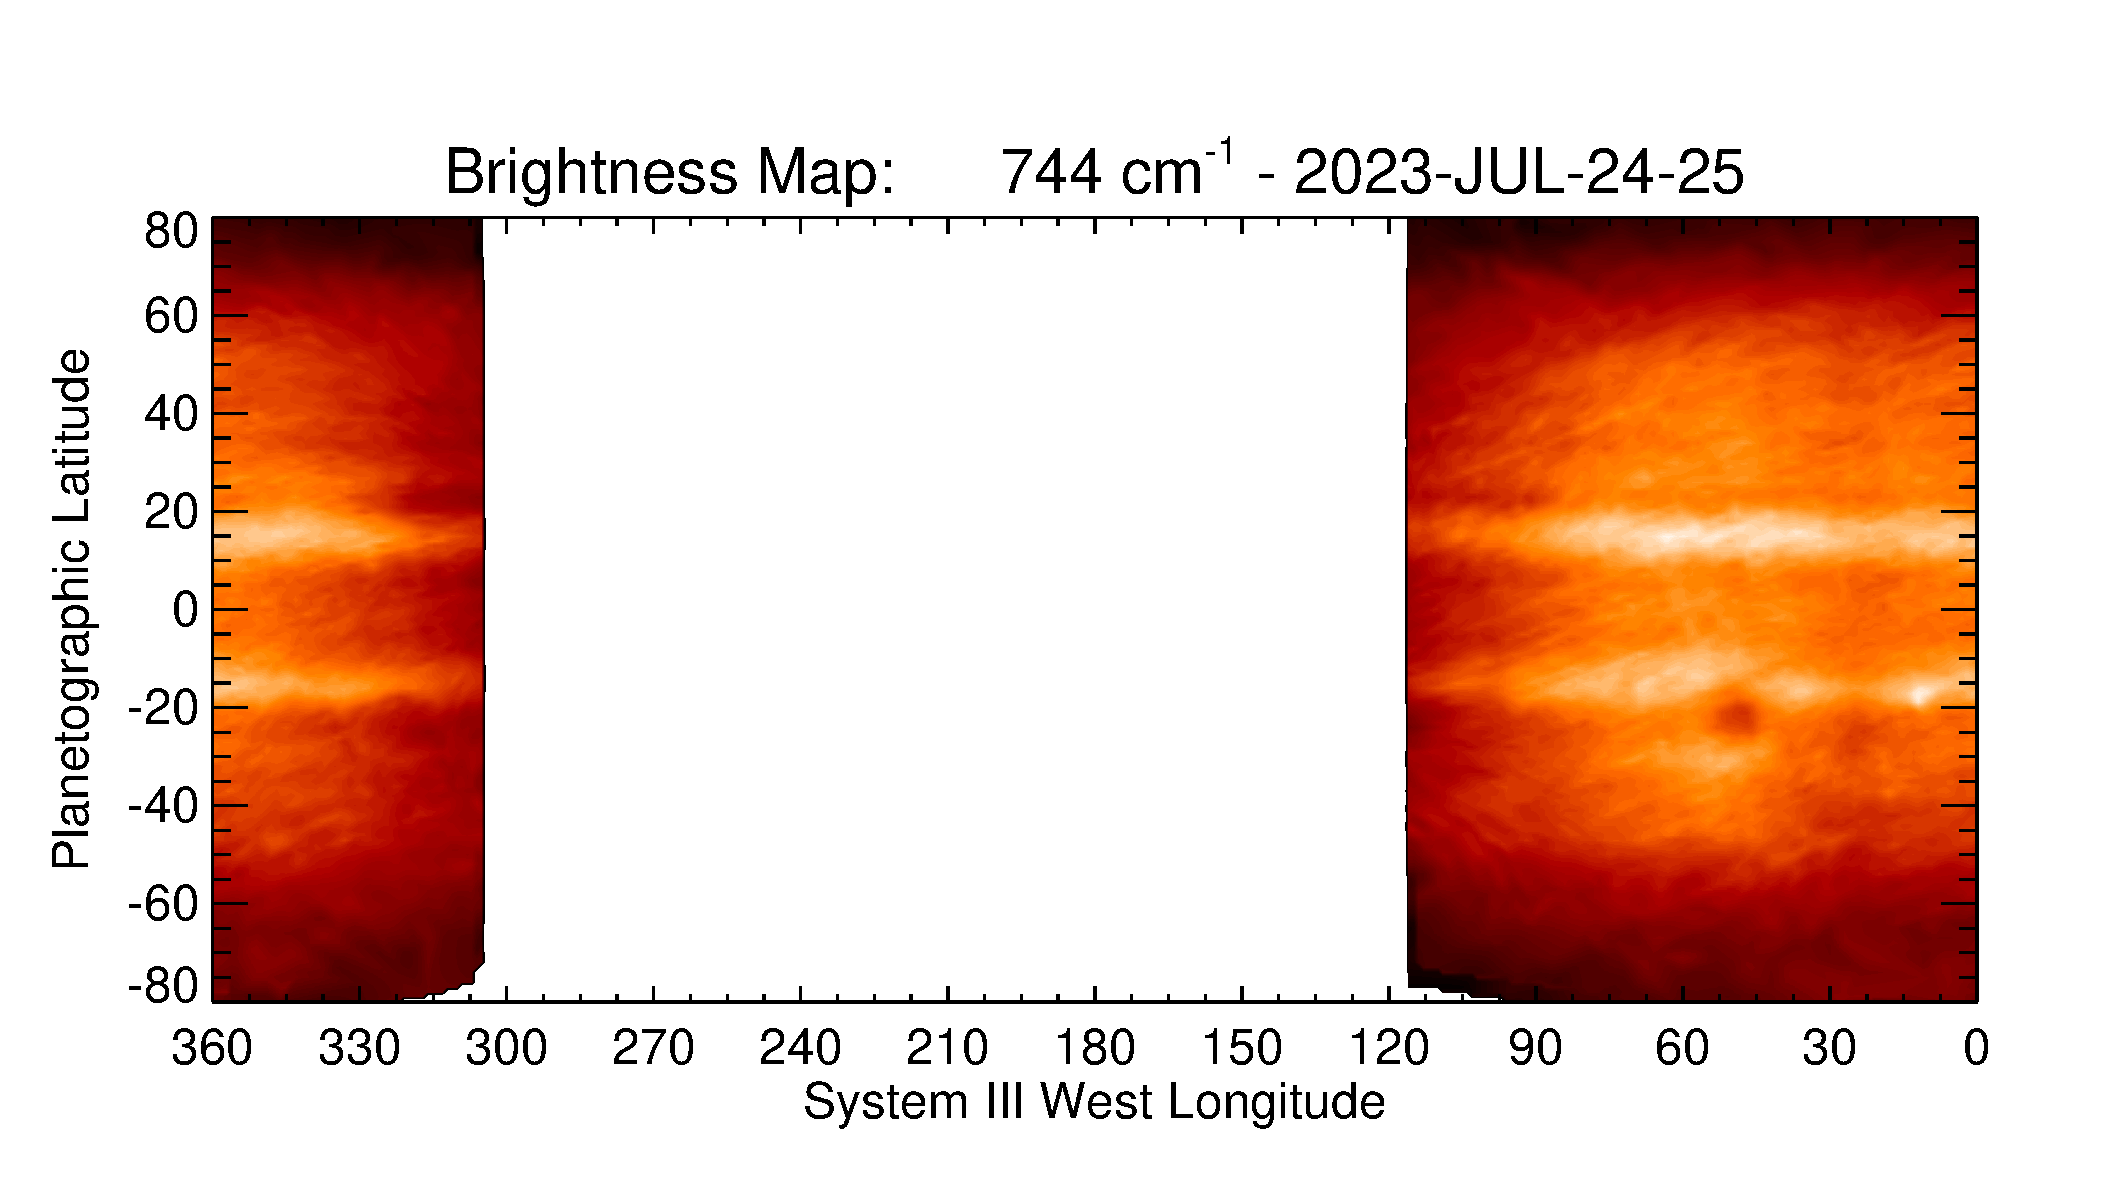 Brightness Map: 744 cm⁻¹ - 2023-JUL-24-25
80
60
40
20
0
-20
-40
-60
-80
Planetographic Latitude
360 330 300 270 240 210 180 150 120 90 60 30 0
System III West Longitude